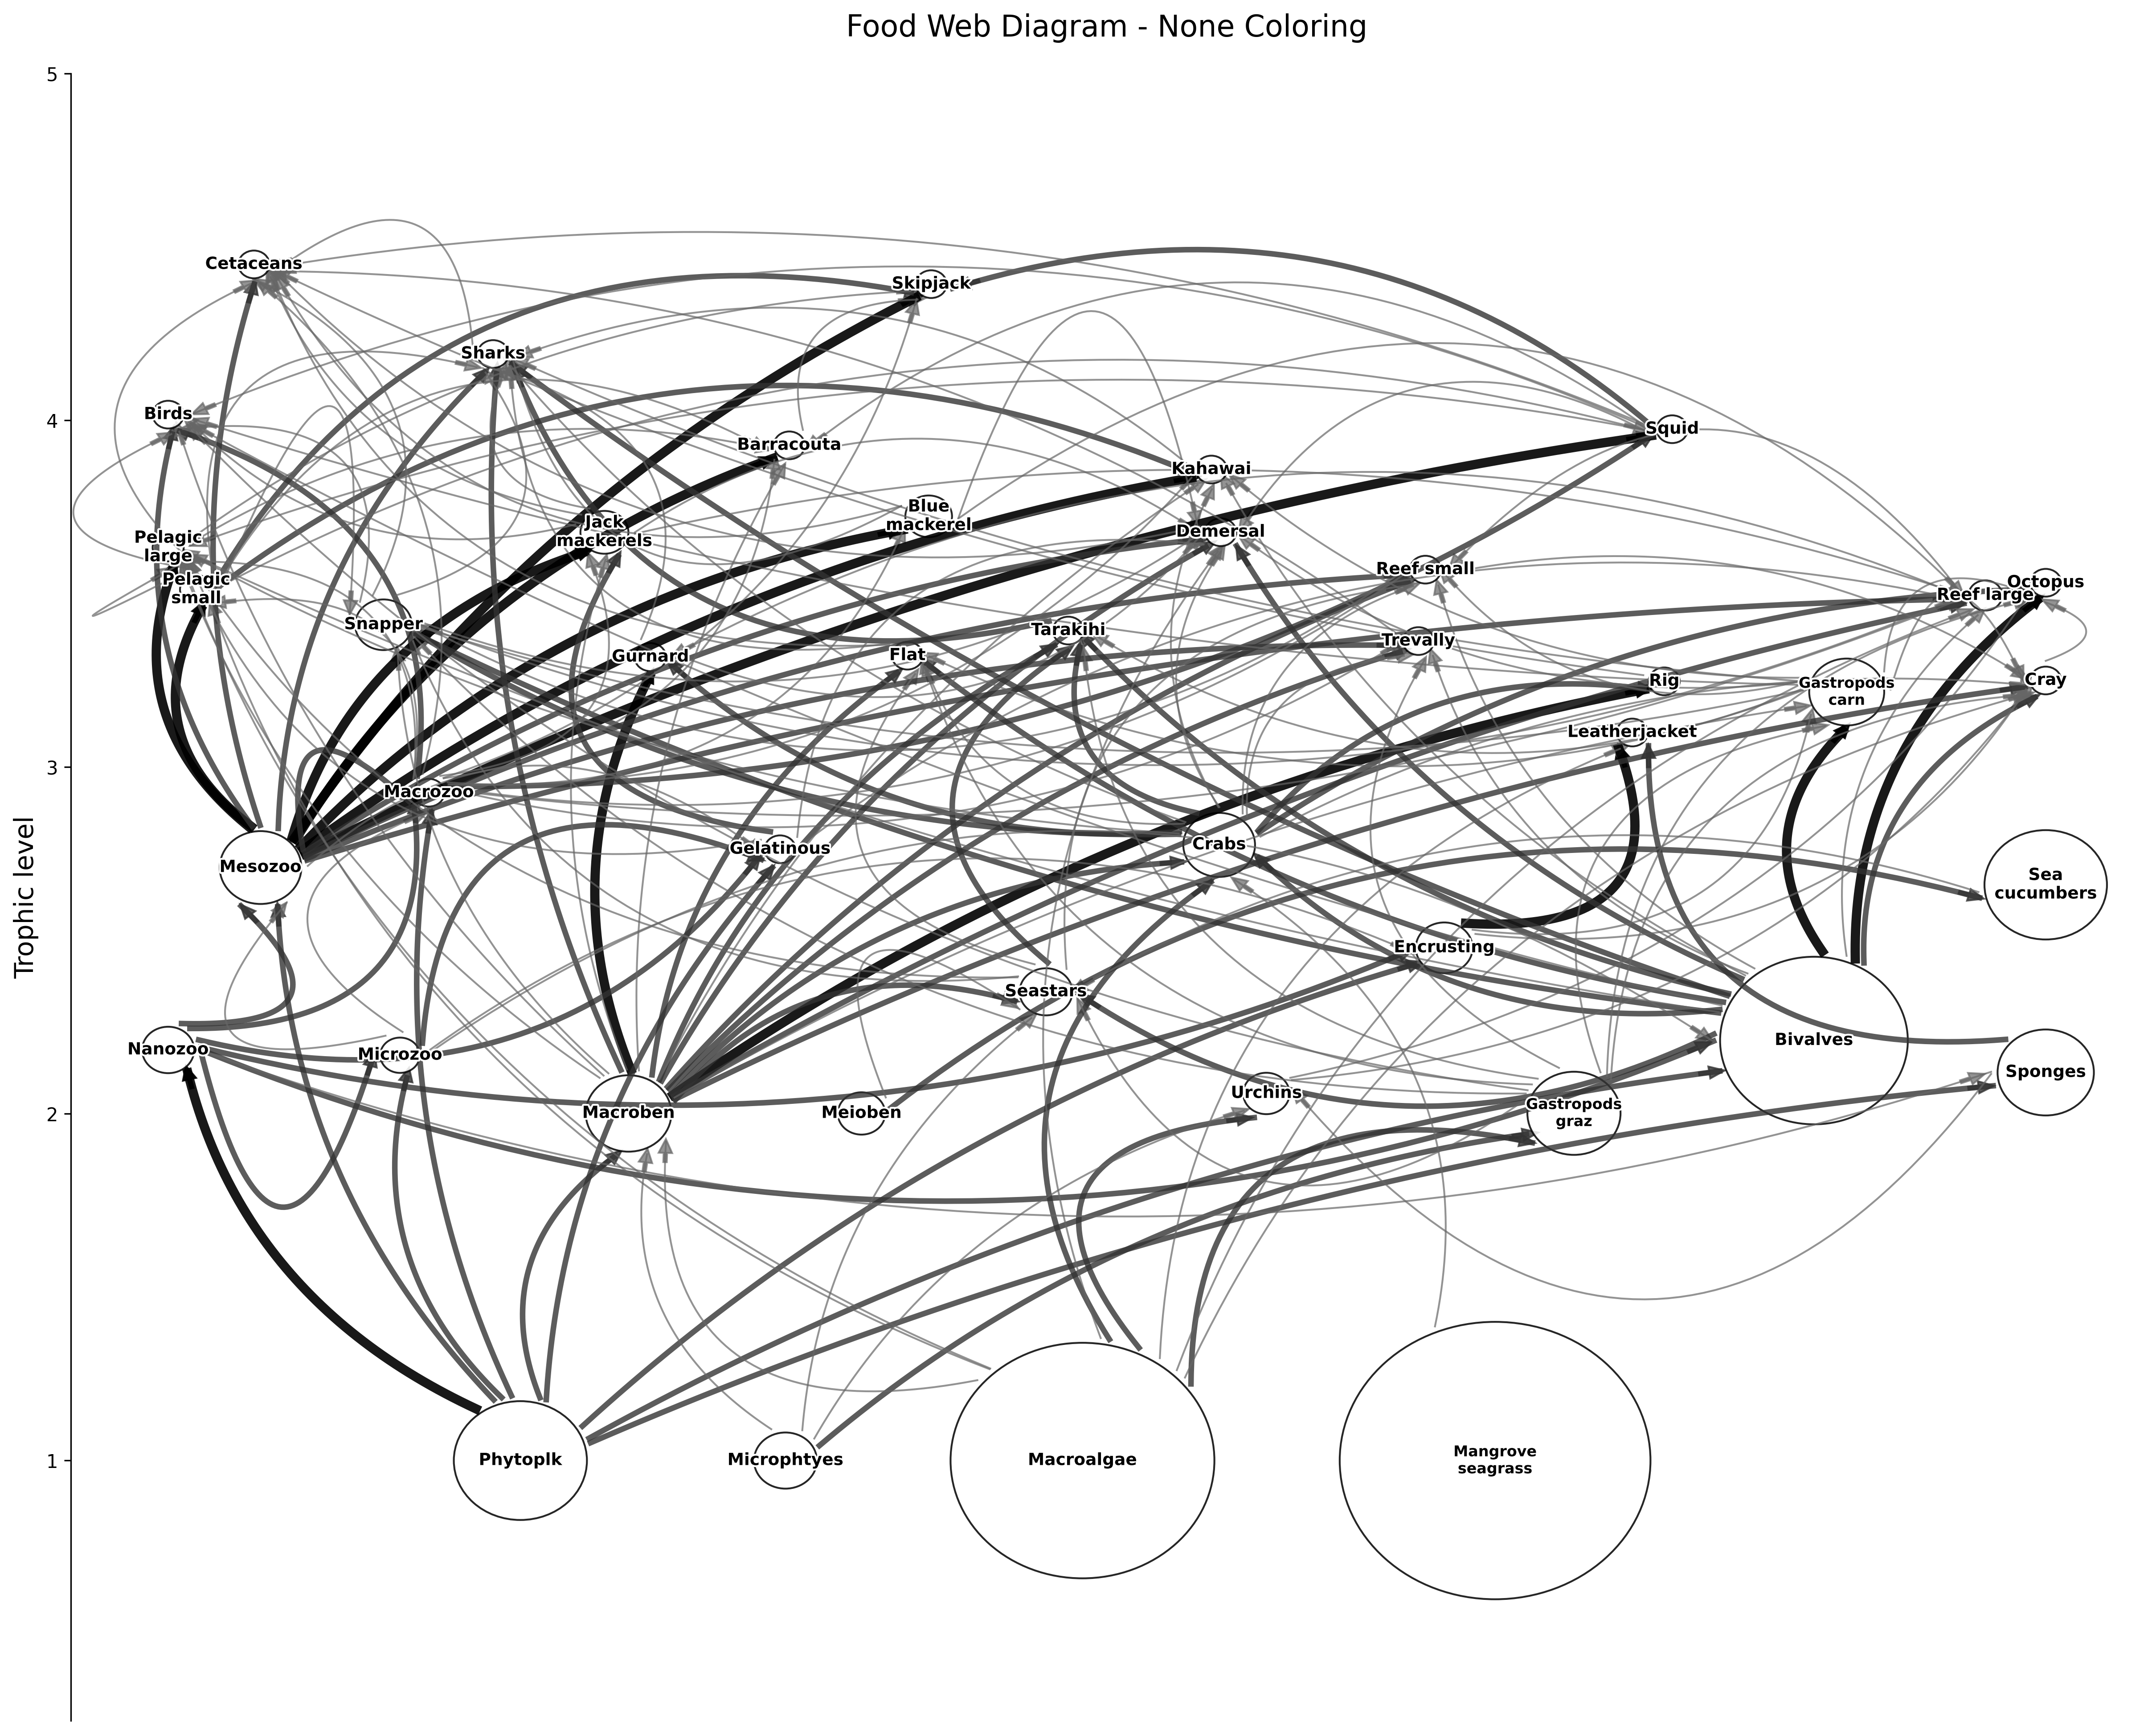 Food Web Diagram - None Coloring
5
Cetaceans
Skipjack
Sharks
Birds
4
Squid
Barracouta
Kahawai
Blue
mackerel
Jack
mackerels
Demersal
Pelagic
large
Reef small
Pelagic
small
Octopus
Reef large
Snapper
Tarakihi
Trevally
Gurnard
Flat
Rig
Gastropods
carn
Cray
Leatherjacket
3
Macrozoo
Gelatinous
Crabs
Mesozoo
Sea
cucumbers
Trophic level
Encrusting
Seastars
Nanozoo
Microzoo
Bivalves
Sponges
Urchins
2
Macroben
Meioben
Gastropods
graz
1
Phytoplk
Microphtyes
Macroalgae
Mangrove
seagrass